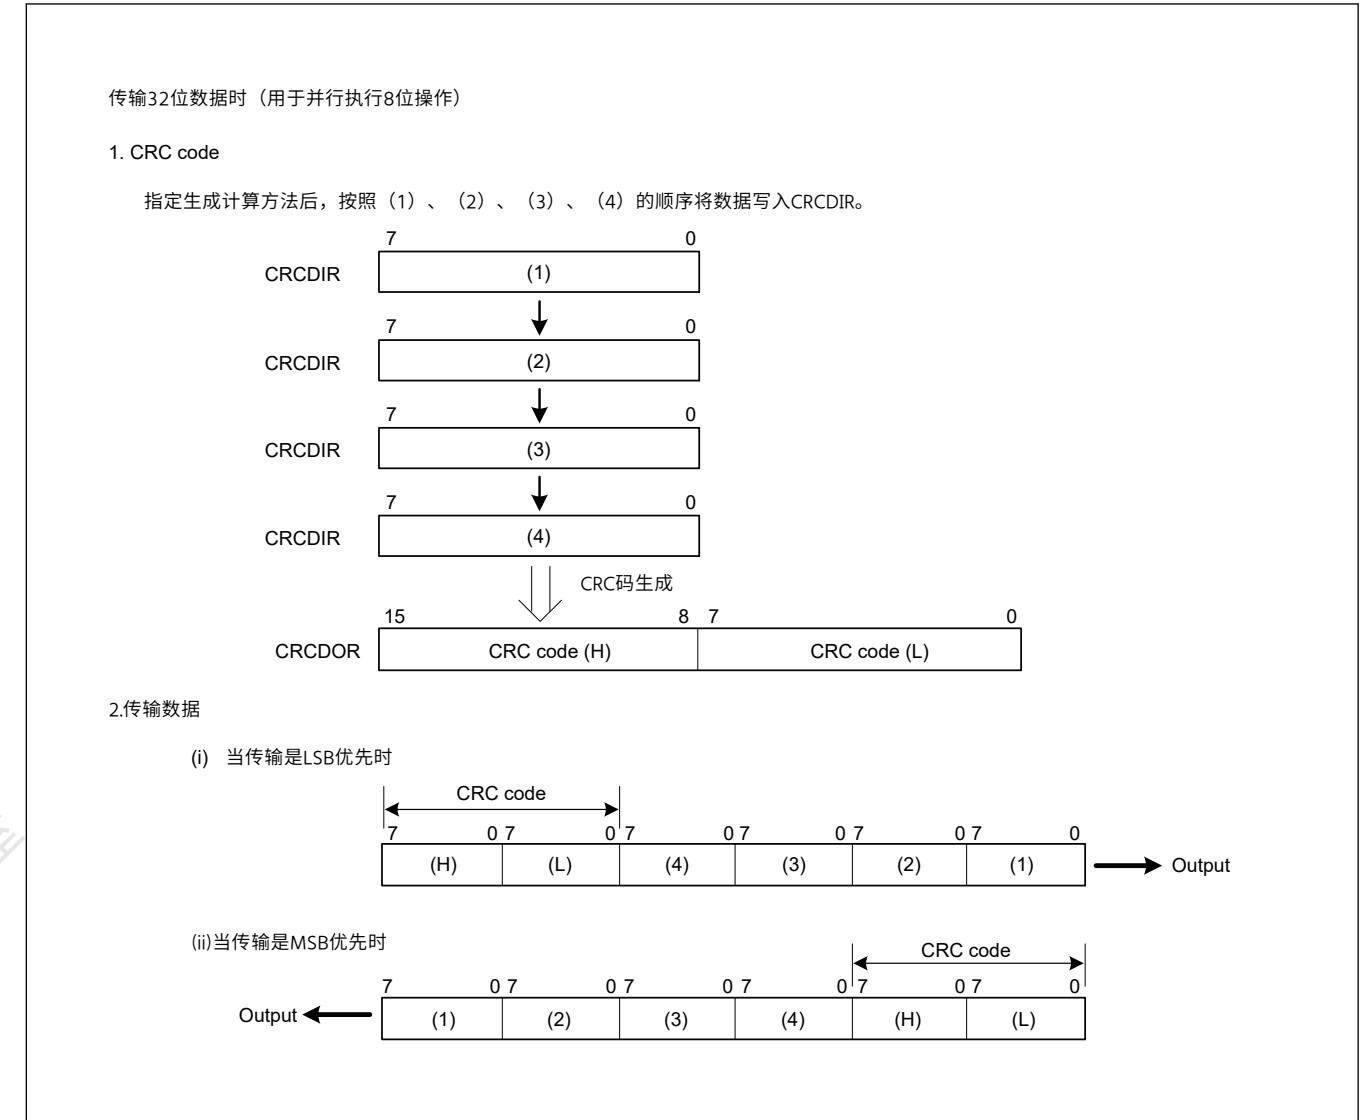 传输32位数据时（用于并行执行8位操作）
1. CRC code
指定生成计算方法后，按照（1）、（2）、（3）、（4）的顺序将数据写入CRCDIR。
7 0
CRCDIR (1)
7 0
CRCDIR (2)
7 0
CRCDIR (3)
7 0
CRCDIR (4)
CRC码生成
15 8 7 0
CRCDOR CRC code (H) CRC code (L)
2.传输数据
(i) 当传输是LSB优先时
CRC code
7 0 7 0 7 0 7 0 7 0 7 0
(H) (L) (4) (3) (2) (1) Output
(ii)当传输是MSB优先时
CRC code
7 0 7 0 7 0 7 0 7 0 7 0
Output (1) (2) (3) (4) (H) (L)